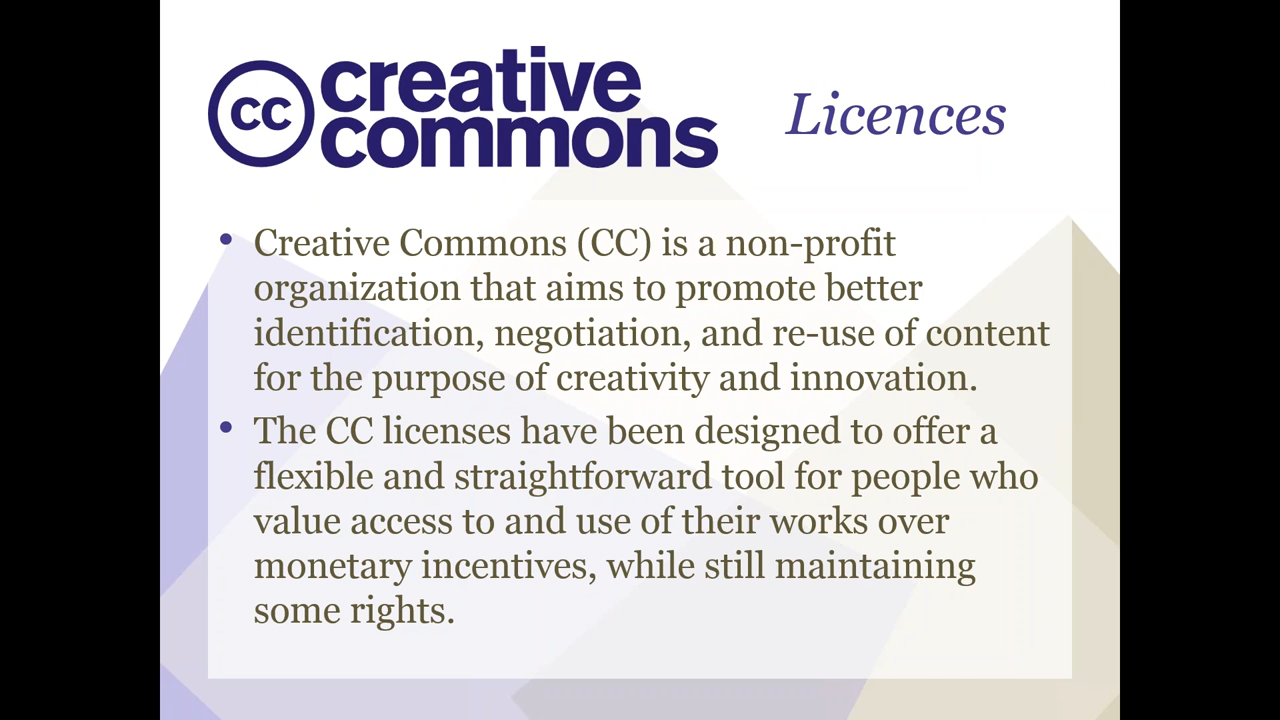 cc creative commons Licences
• Creative Commons (CC) is a non-profit
organization that aims to promote better
identification, negotiation, and re-use of content
for the purpose of creativity and innovation.
• The CC licenses have been designed to offer a
flexible and straightforward tool for people who
value access to and use of their works over
monetary incentives, while still maintaining
some rights.